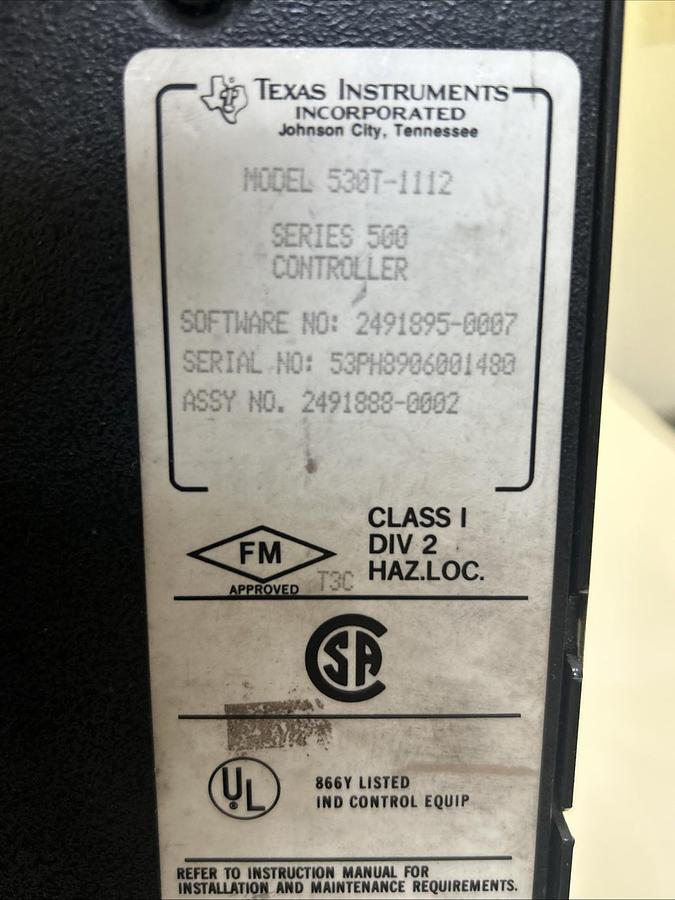 TEXAS INSTRUMENTS
INCORPORATED
Johnson City, Tennessee
MODEL 530T-1112
SERIES 500
CONTROLLER
SOFTWARE NO: 2491895-0007
SERIAL NO: 53PH8906001480
ASSY NO. 2491888-0002
CLASS I
FM DIV 2
APPROVED T3C HAZ.LOC.
SA
UL
866Y LISTED
IND CONTROL EQUIP
REFER TO INSTRUCTION MANUAL FOR
INSTALLATION AND MAINTENANCE REQUIREMENTS.